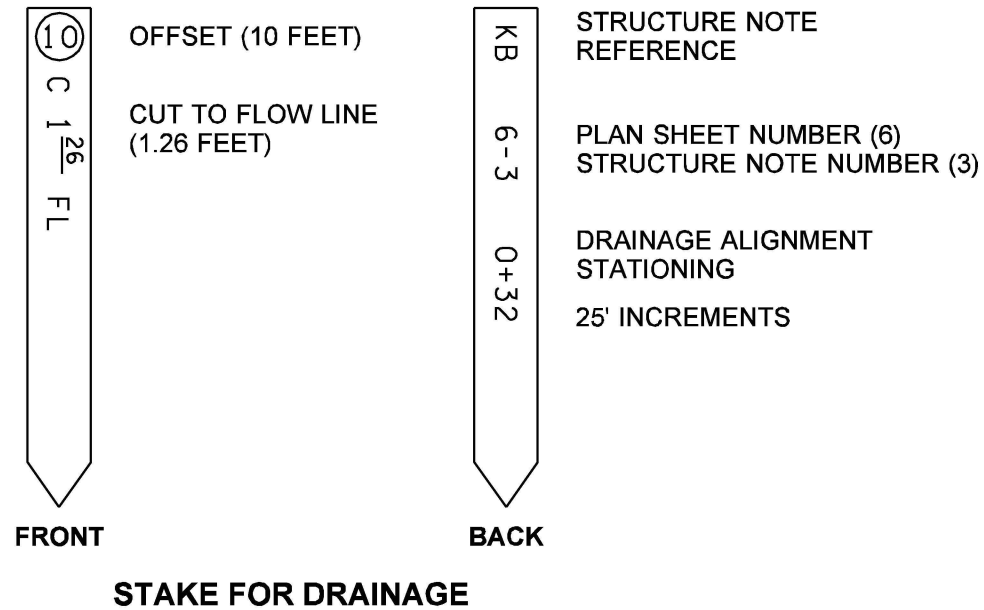 10
OFFSET (10 FEET)
C 1 26 FL
CUT TO FLOW LINE
(1.26 FEET)
FRONT
KB
STRUCTURE NOTE
REFERENCE
6-3
PLAN SHEET NUMBER (6)
STRUCTURE NOTE NUMBER (3)
0+32
DRAINAGE ALIGNMENT
STATIONING
25' INCREMENTS
BACK
STAKE FOR DRAINAGE